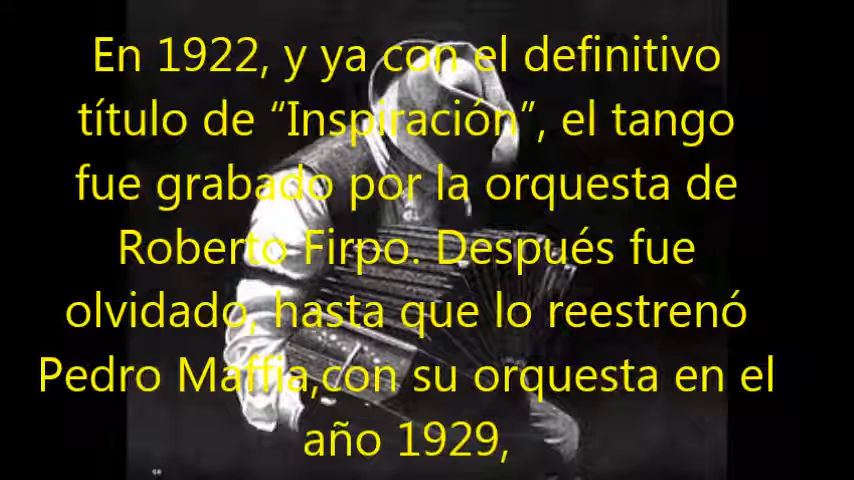 En 1922, y ya con el definitivo
título de “Inspiración”, el tango
fue grabado por la orquesta de
Roberto Firpo. Después fue
olvidado, hasta que lo reestrenó
Pedro Maffia,con su orquesta en el
año 1929,